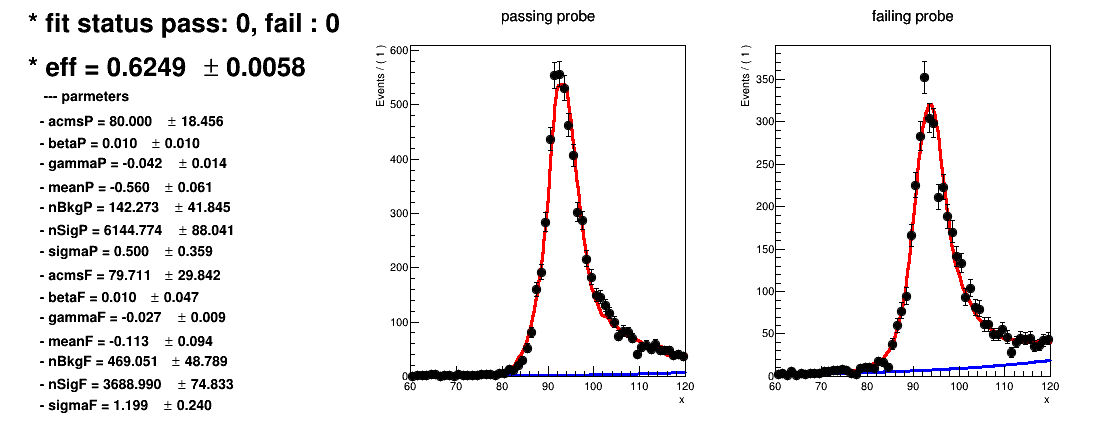 * fit status pass: 0, fail : 0
* eff = 0.6249 ± 0.0058
--- parmeters
- acmsP = 80.000 ± 18.456
- betaP = 0.010 ± 0.010
- gammaP = -0.042 ± 0.014
- meanP = -0.560 ± 0.061
- nBkgP = 142.273 ± 41.845
- nSigP = 6144.774 ± 88.041
- sigmaP = 0.500 ± 0.359
- acmsF = 79.711 ± 29.842
- betaF = 0.010 ± 0.047
- gammaF = -0.027 ± 0.009
- meanF = -0.113 ± 0.094
- nBkgF = 469.051 ± 48.789
- nSigF = 3688.990 ± 74.833
- sigmaF = 1.199 ± 0.240
passing probe
Events / ( 1 )
600
500
400
300
200
100
0
60 70 80 90 100 110 120
x
failing probe
Events / ( 1 )
350
300
250
200
150
100
50
0
60 70 80 90 100 110 120
x